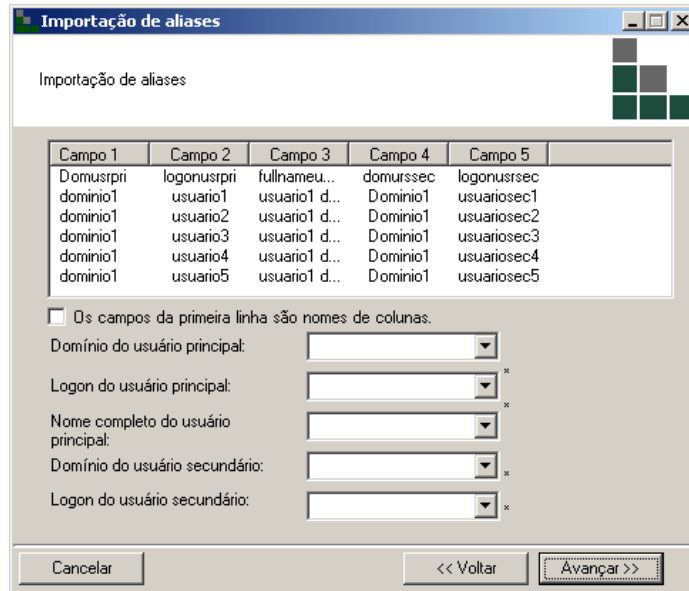 Importação de aliases
Importação de aliases
Campo 1 Campo 2 Campo 3 Campo 4 Campo 5
Domusrpri logonusrpri fullnameu... domurssec logonusrsec
dominio1 usuario1 usuario1 d... Dominio1 usuariosec1
dominio1 usuario2 usuario1 d... Dominio1 usuariosec2
dominio1 usuario3 usuario1 d... Dominio1 usuariosec3
dominio1 usuario4 usuario1 d... Dominio1 usuariosec4
dominio1 usuario5 usuario1 d... Dominio1 usuariosec5
Os campos da primeira linha são nomes de colunas.
Domínio do usuário principal:
*
Logon do usuário principal:
*
Nome completo do usuário
principal:
Domínio do usuário secundário:
*
Logon do usuário secundário:
*
Cancelar << Voltar Avançar >>